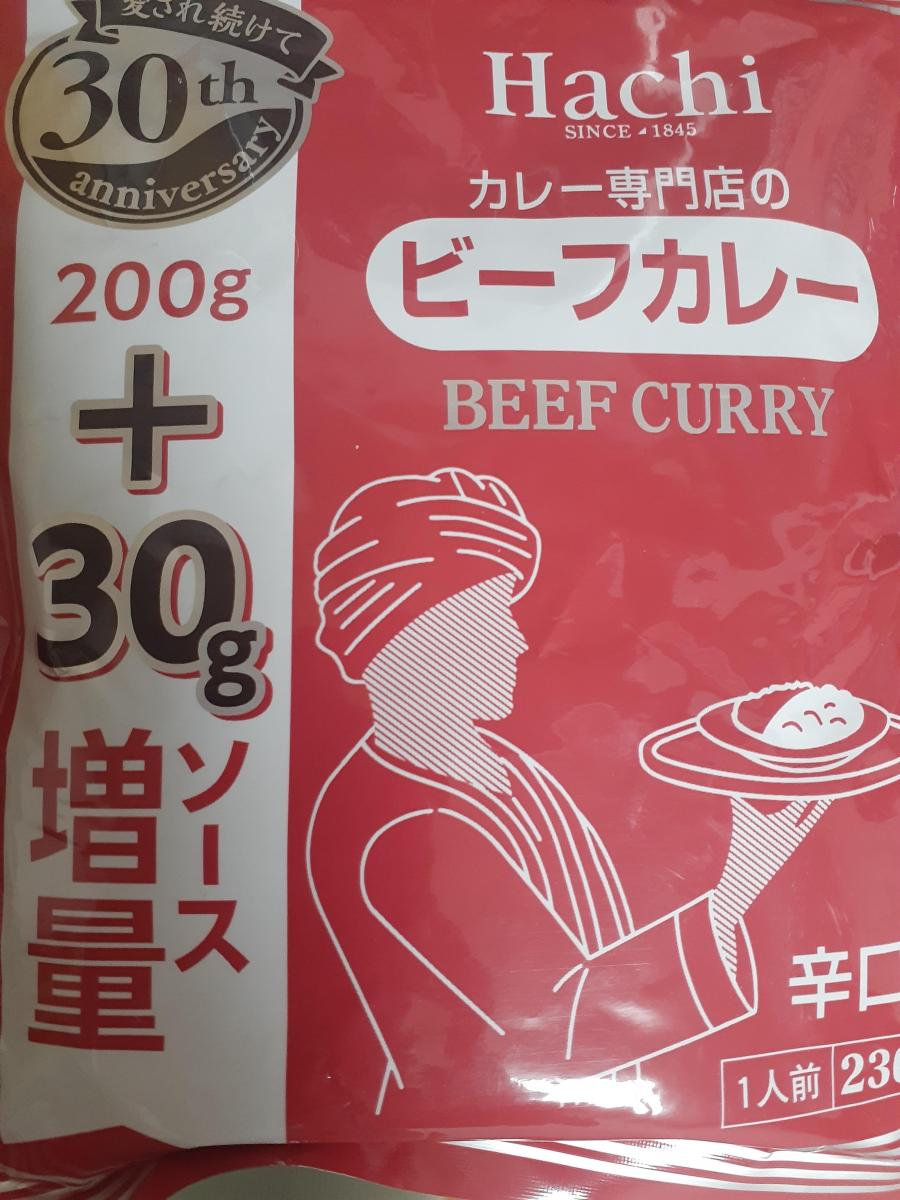 愛され続けて
30th
anniversary
200g
+
30g
ソース
増量
Hachi
SINCE 1845
カレー専門店の
ビーフカレー
BEEF CURRY
辛口
1人前 230